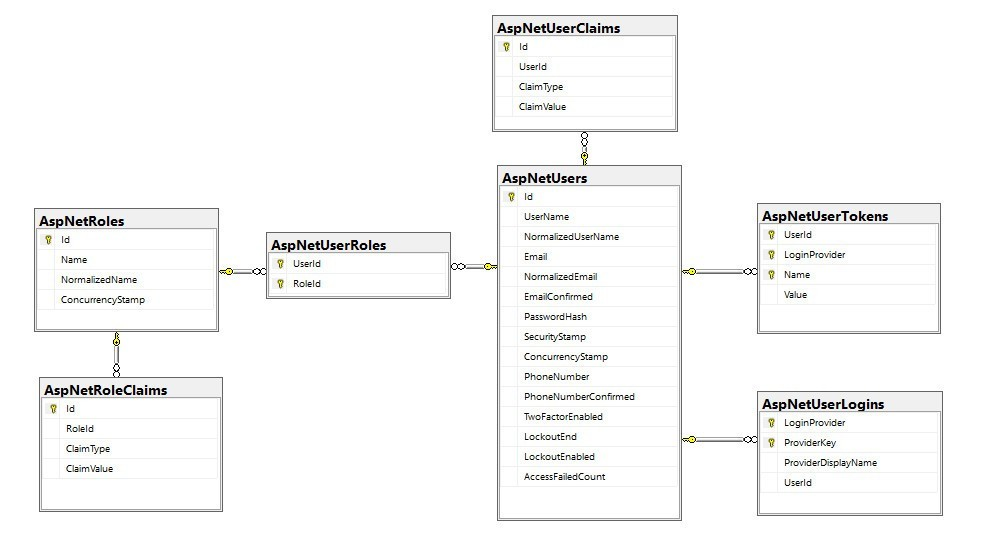 AspNetUserClaims
Id
UserId
ClaimType
ClaimValue
AspNetUsers
Id
UserName
NormalizedUserName
Email
NormalizedEmail
EmailConfirmed
PasswordHash
SecurityStamp
ConcurrencyStamp
PhoneNumber
PhoneNumberConfirmed
TwoFactorEnabled
LockoutEnd
LockoutEnabled
AccessFailedCount
AspNetRoles
Id
Name
NormalizedName
ConcurrencyStamp
AspNetUserRoles
UserId
RoleId
AspNetRoleClaims
Id
RoleId
ClaimType
ClaimValue
AspNetUserTokens
UserId
LoginProvider
Name
Value
AspNetUserLogins
LoginProvider
ProviderKey
ProviderDisplayName
UserId